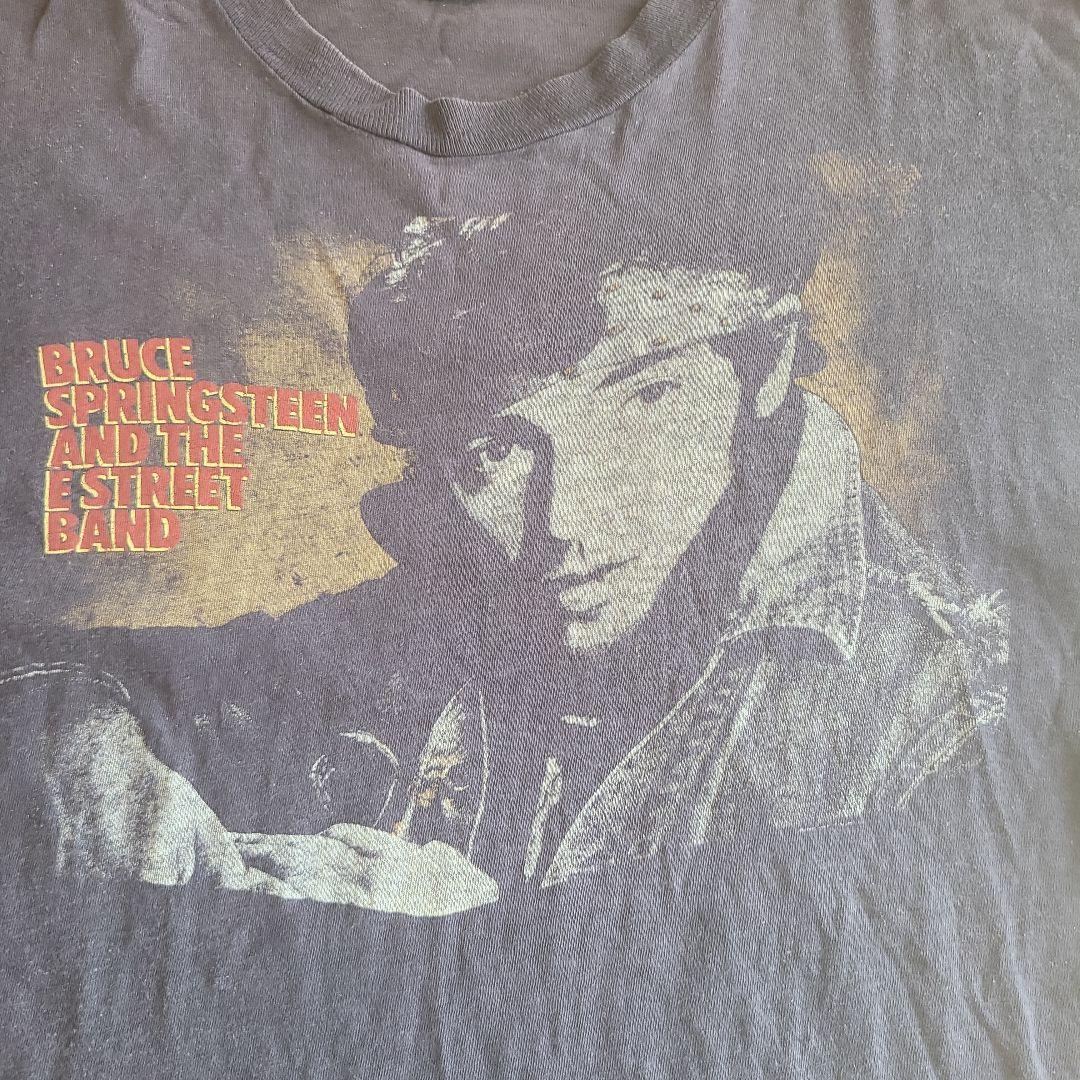 BRUCE
SPRINGSTEEN
AND THE
E STREET
BAND